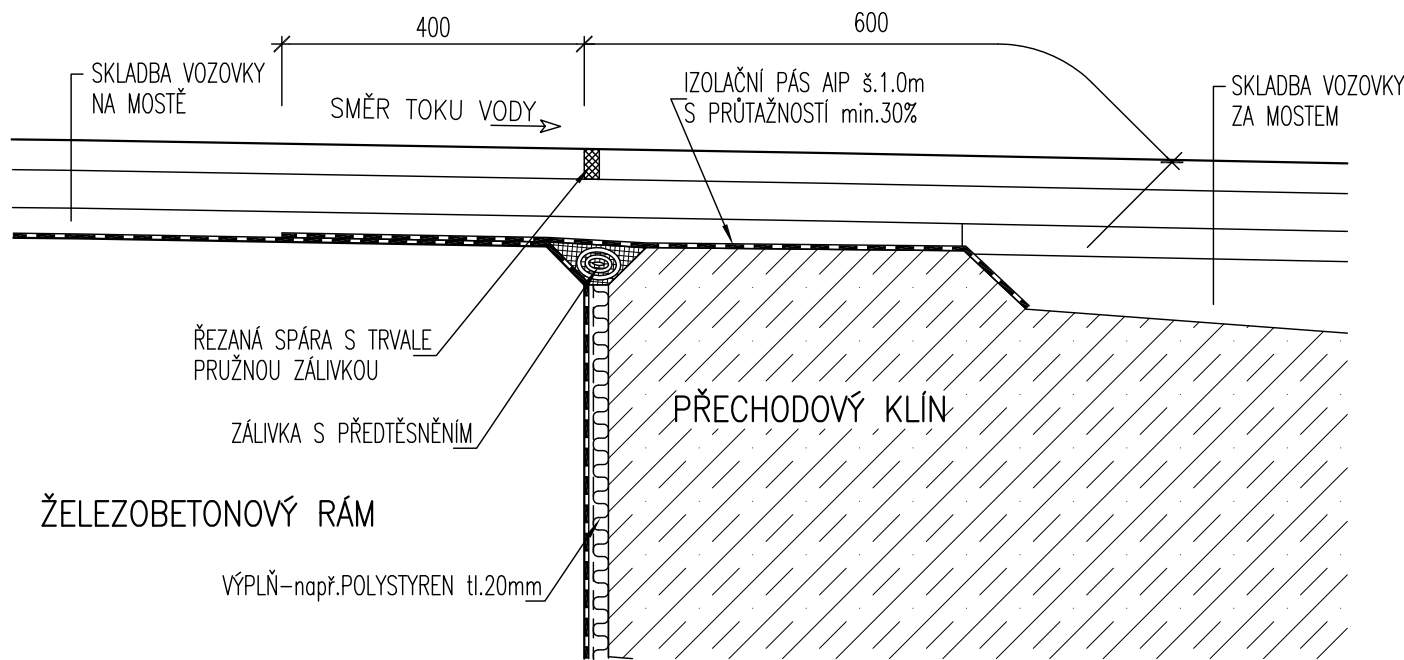 400
600
SKLADBA VOZOVKY
NA MOSTĚ
SMĚR TOKU VODY
IZOLAČNÍ PÁS AIP š.1.0m
S PRŮTAŽNOSTÍ min.30%
SKLADBA VOZOVKY
ZA MOSTEM
ŘEZANÁ SPÁRA S TRVALE
PRUŽNOU ZÁLIVKOU
ZÁLIVKA S PŘEDTĚSNĚNÍM
PŘECHODOVÝ KLÍN
ŽELEZOBETONOVÝ RÁM
VÝPLŇ-např.POLYSTYREN tl.20mm